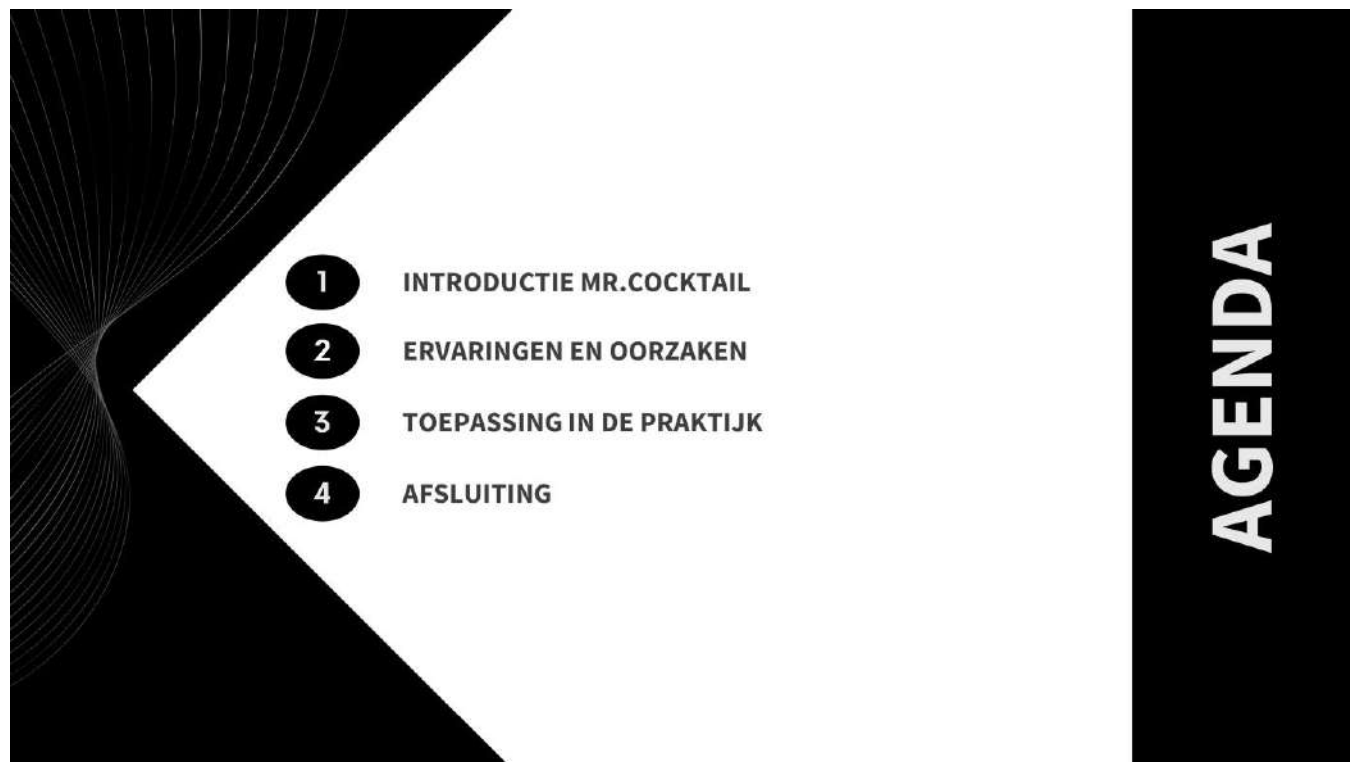 1 INTRODUCTIE MR.COCKTAIL
2 ERVARINGEN EN OORZAKEN
3 TOEPASSING IN DE PRAKTIJK
4 AFSLUITING
AGENDA